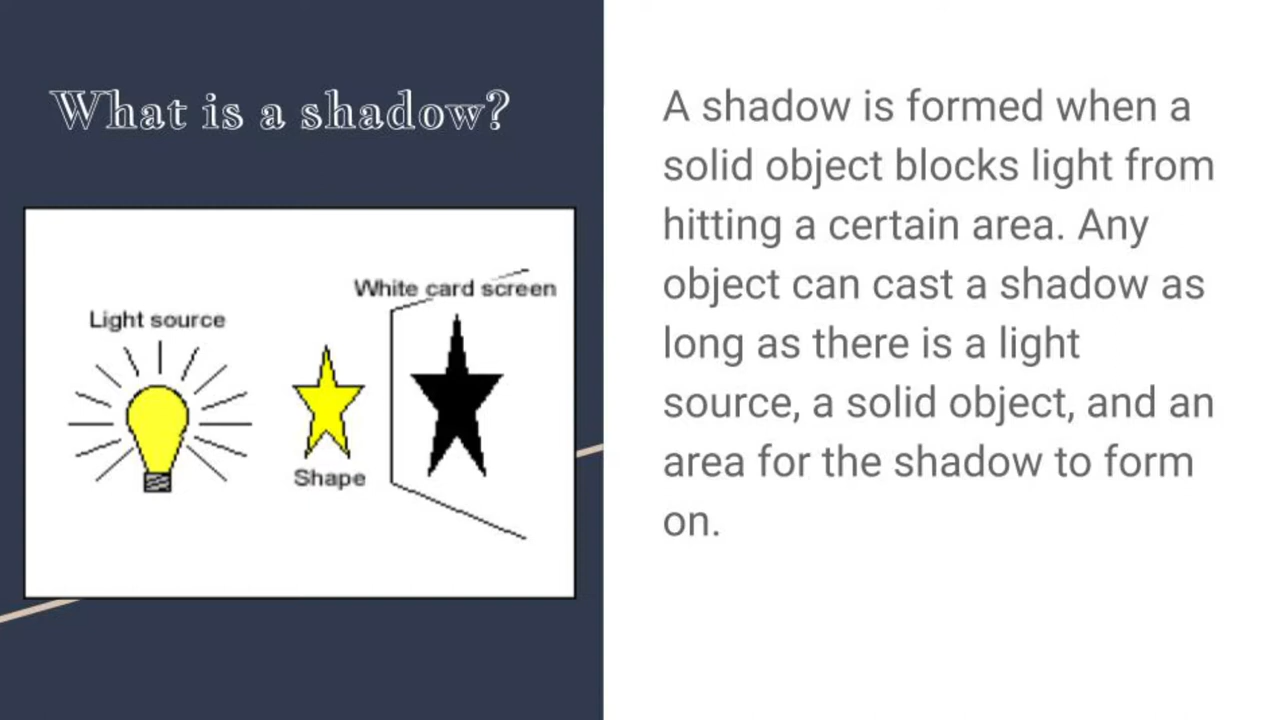 What is a shadow?
White card screen
Light source
Shape
A shadow is formed when a
solid object blocks light from
hitting a certain area. Any
object can cast a shadow as
long as there is a light
source, a solid object, and an
area for the shadow to form
on.